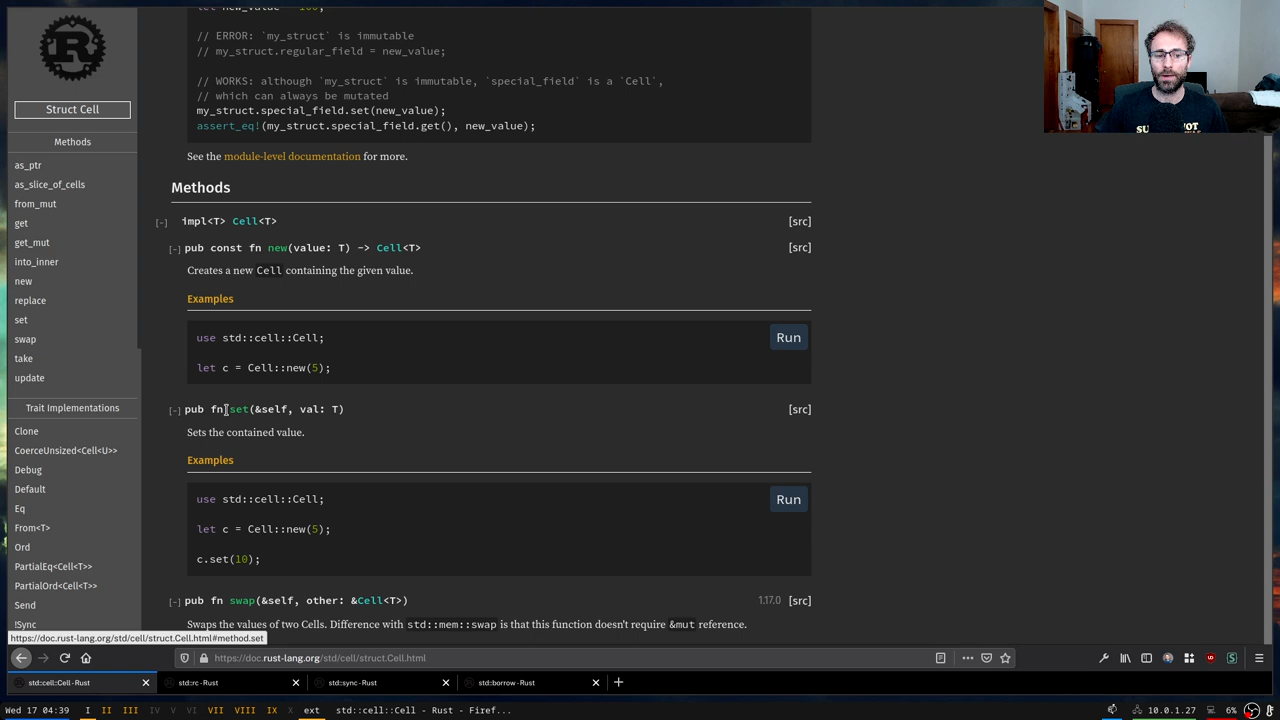 let new_value = 100;
// ERROR: `my_struct` is immutable
// my_struct.regular_field = new_value;
// WORKS: although `my_struct` is immutable, `special_field` is a `Cell`,
// which can always be mutated
my_struct.special_field.set(new_value);
assert_eq!(my_struct.special_field.get(), new_value);
See the module-level documentation for more.
Struct Cell
Methods
as_ptr
as_slice_of_cells
from_mut
get
get_mut
into_inner
new
replace
set
swap
take
update
Trait Implementations
Clone
CoerceUnsized<Cell<U>>
Debug
Default
Eq
From<T>
Ord
PartialEq<Cell<T>>
PartialOrd<Cell<T>>
Send
!Sync
Methods
[-] impl<T> Cell<T> [src]
[-] pub const fn new(value: T) -> Cell<T> [src]
Creates a new Cell containing the given value.
Examples
use std::cell::Cell; Run
let c = Cell::new(5);
[-] pub fn set(&self, val: T) [src]
Sets the contained value.
Examples
use std::cell::Cell; Run
let c = Cell::new(5);
c.set(10);
[-] pub fn swap(&self, other: &Cell<T>) 1.17.0 [src]
Swaps the values of two Cells. Difference with std::mem::swap is that this function doesn't require &mut reference.
https://doc.rust-lang.org/std/cell/struct.Cell.html#method.set
https://doc.rust-lang.org/std/cell/struct.Cell.html
std::cell::Cell - Rust
std::rc - Rust
std::sync - Rust
std::borrow - Rust
Wed 17 04:39 I II III IV V VI VII VIII IX X ext std::cell::Cell - Rust - Rust - Firef... 10.0.1.27 6%